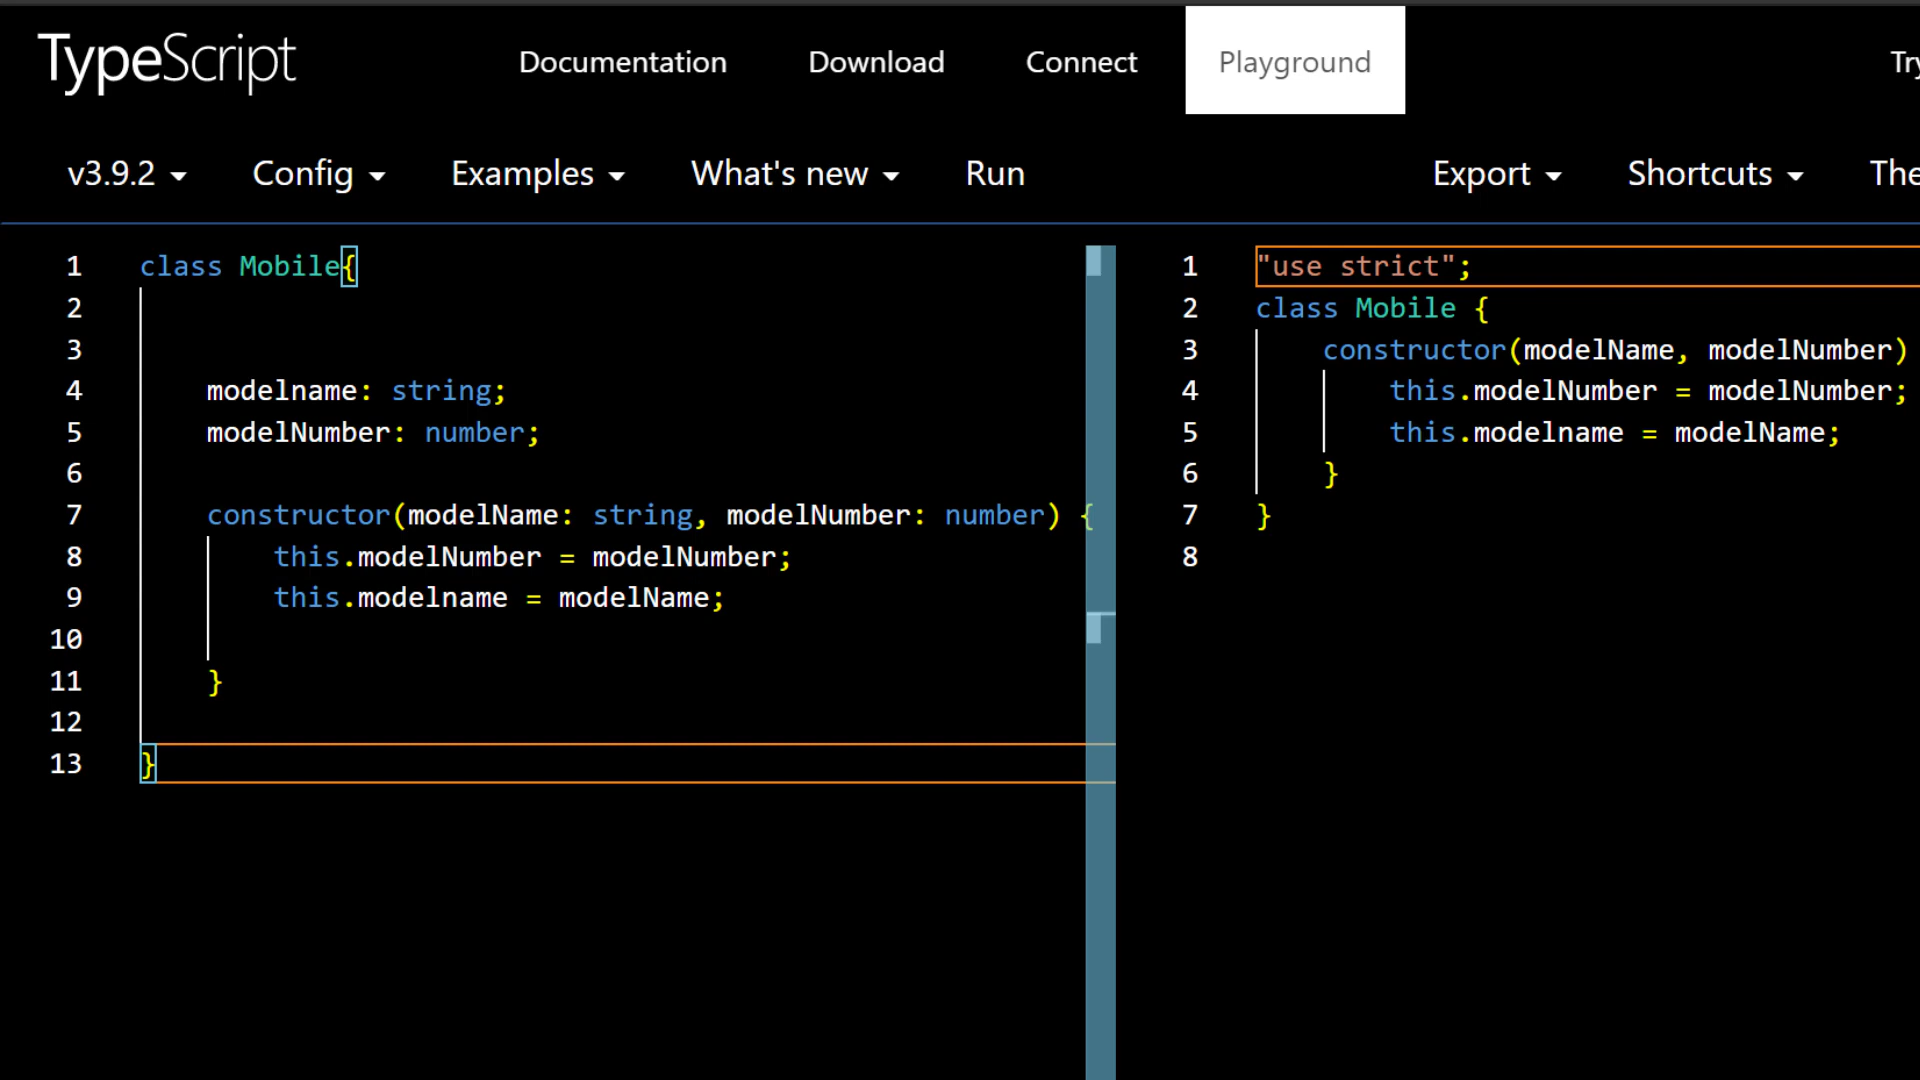 TypeScript Documentation Download Connect Playground Try
v3.9.2 Config Examples What's new Run Export Shortcuts The
1 class Mobile{
2
3
4 modelname: string;
5 modelNumber: number;
6
7 constructor(modelName: string, modelNumber: number) {
8 this.modelNumber = modelNumber;
9 this.modelname = modelName;
10
11 }
12
13 }
1 "use strict";
2 class Mobile {
3 constructor(modelName, modelNumber)
4 this.modelNumber = modelNumber;
5 this.modelname = modelName;
6 }
7 }
8